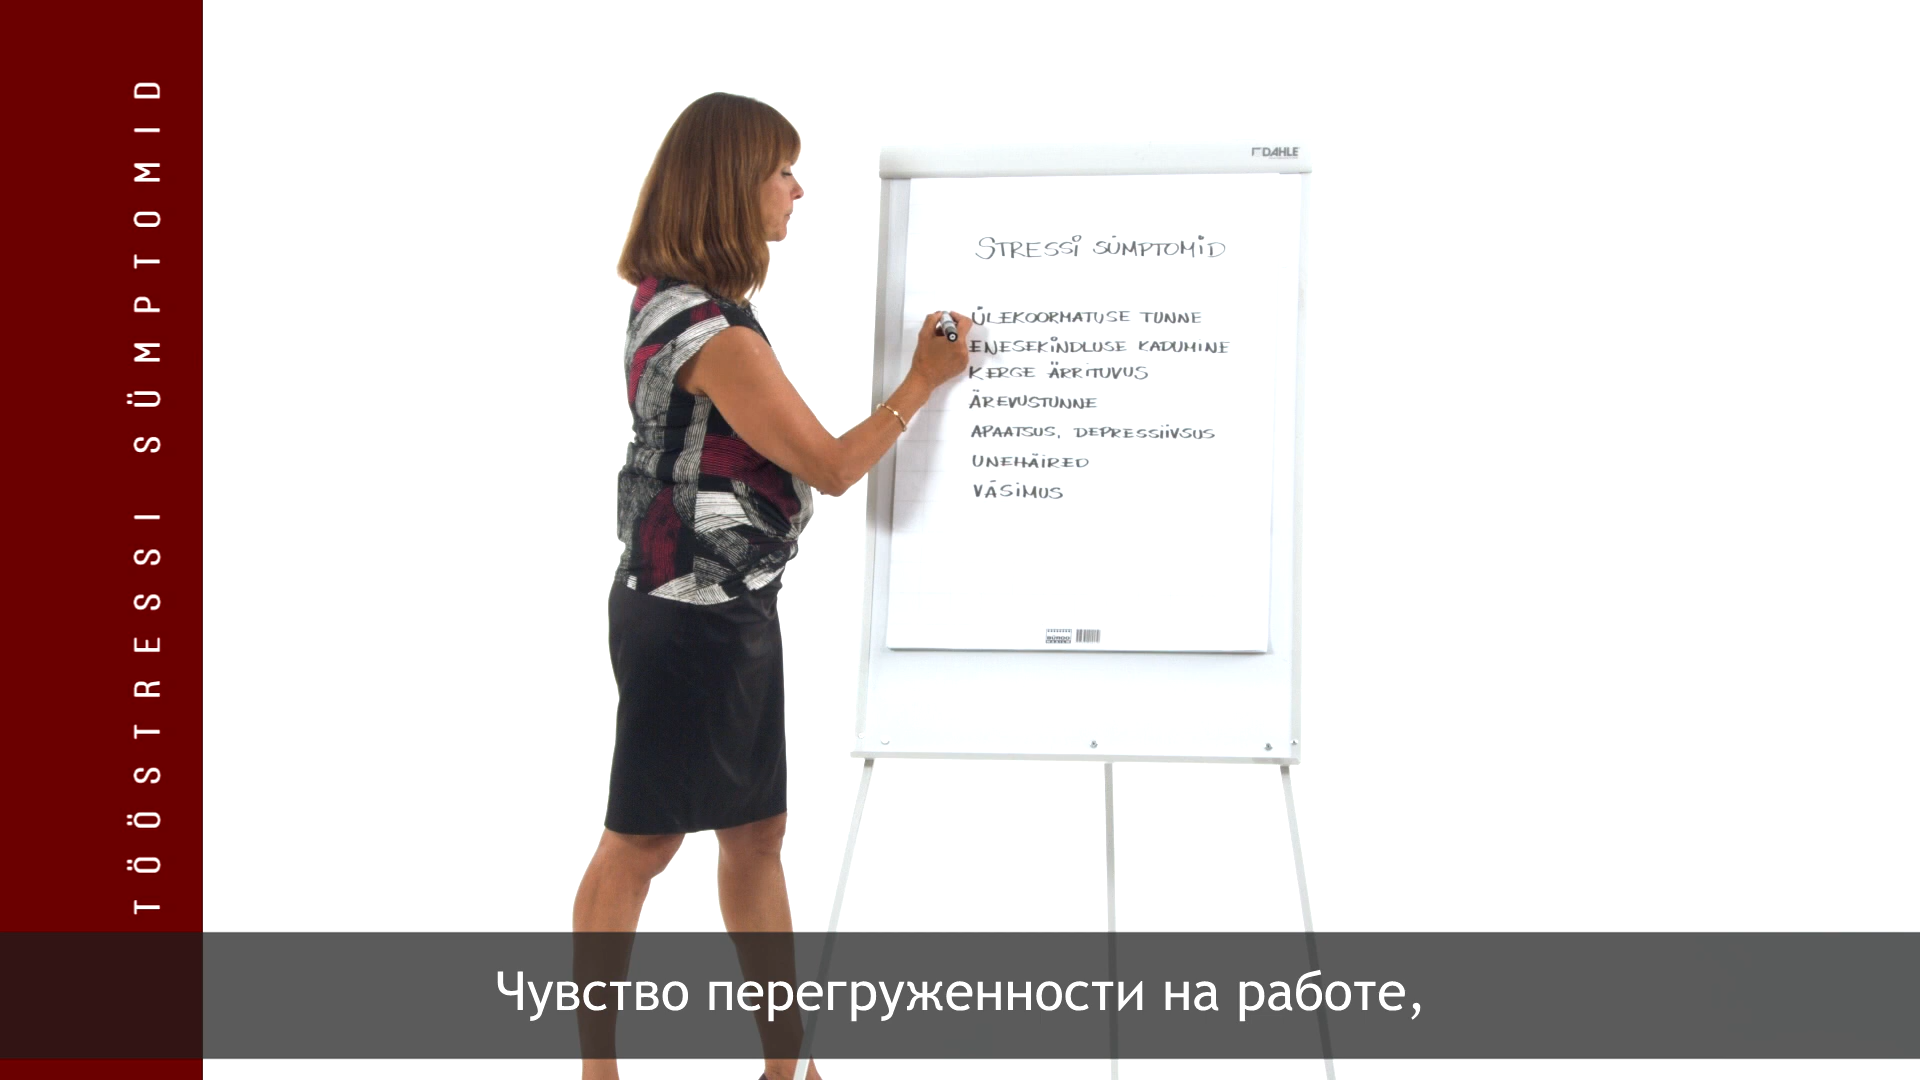 TÖÖSTRESSI SÜMPTOMID
DAHLE
STRESSI SÜMPTOMID
ÜLEKOORMATUSE TUNNE
ENESEKINDLUSE KADUMINE
KERGE ÄRRITUVUS
ÄREVUSTUNNE
APAATSUS, DEPRESSIIVSUS
UNEHÄIRED
VÄSIMUS
Чувство перегруженности на работе,